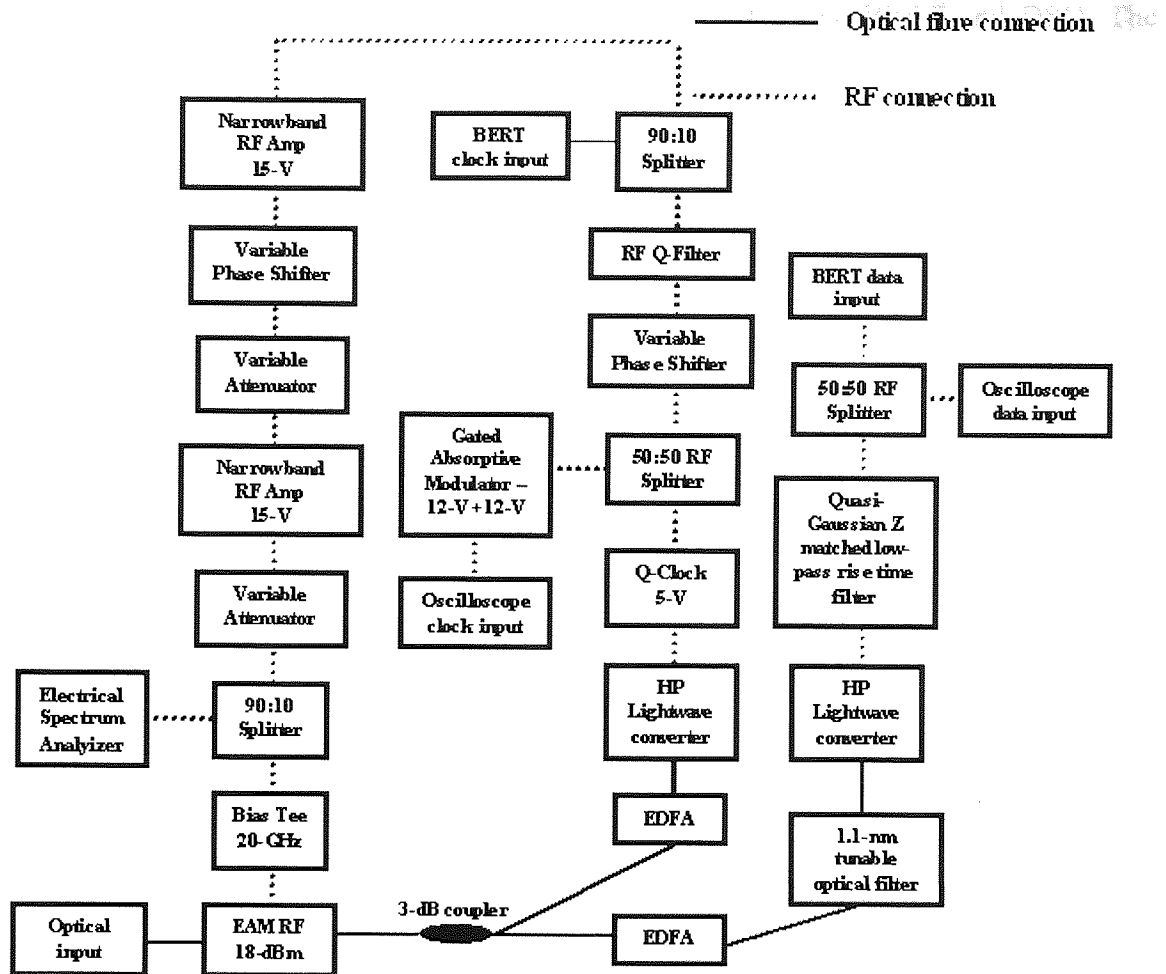 The
Optical fibre connection
RF connection
Narrowband
RF Amp
15-V
BERT
clock input
90:10
Splitter
Variable
Phase Shifter
RF Q-Filter
BERT data
input
Variable
Attenuator
Variable
Phase Shifter
50:50 RF
Splitter
Oscilloscope
data input
Narrowband
RF Amp
15-V
Gated
Absorptive
Modulator –
12-V + 12-V
50:50 RF
Splitter
Quasi-
Gaussian Z
matched low-
pass rise time
filter
Variable
Attenuator
Oscilloscope
clock input
Q-Clock
5-V
Electrical
Spectrum
Analyizer
90:10
Splitter
HP
Lightwave
converter
HP
Lightwave
converter
Bias Tee
20-GHz
EDFA
1.1-nm
tunable
optical filter
Optical
input
EAM RF
18-dBm
3-dB coupler
EDFA